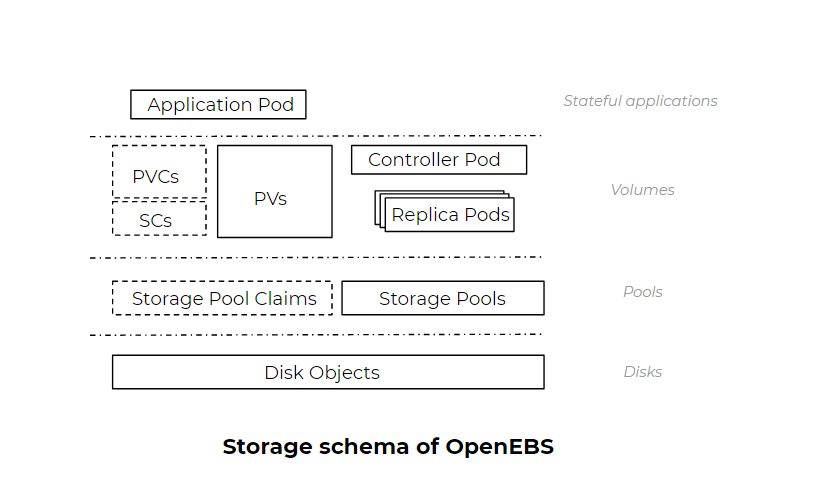 Application Pod
Stateful applications
PVCs
SCs
PVs
Controller Pod
Replica Pods
Volumes
Storage Pool Claims
Storage Pools
Pools
Disk Objects
Disks
Storage schema of OpenEBS